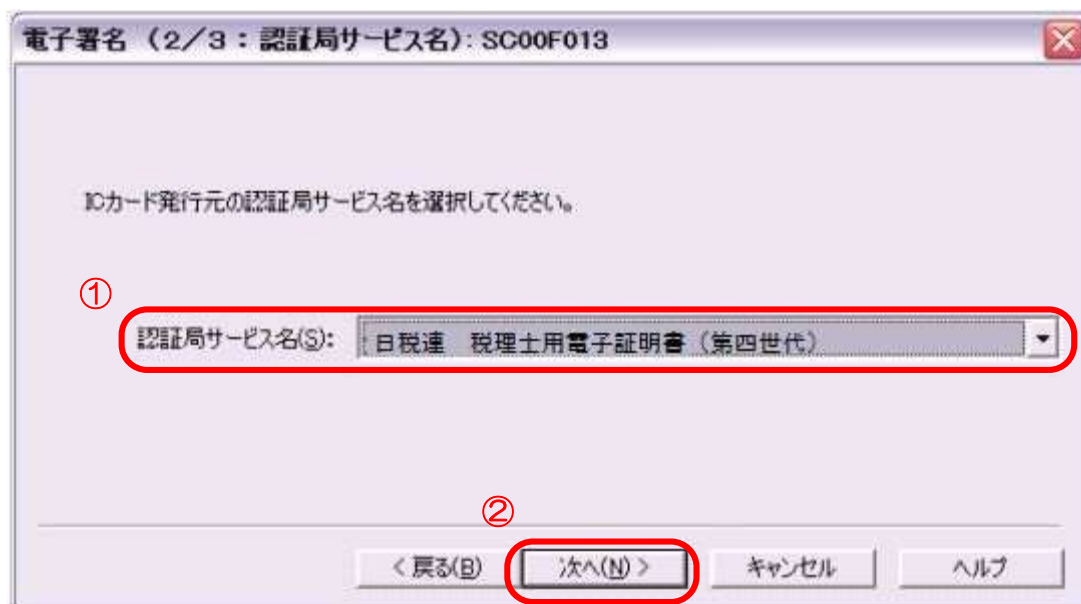 電子署名 （2／3：認証局サービス名）: SC00F013
ICカード発行元の認証局サービス名を選択してください。
①
認証局サービス名(S): 日税連 税理士用電子証明書（第四世代）
②
< 戻る(B) 次へ(N) > キャンセル ヘルプ